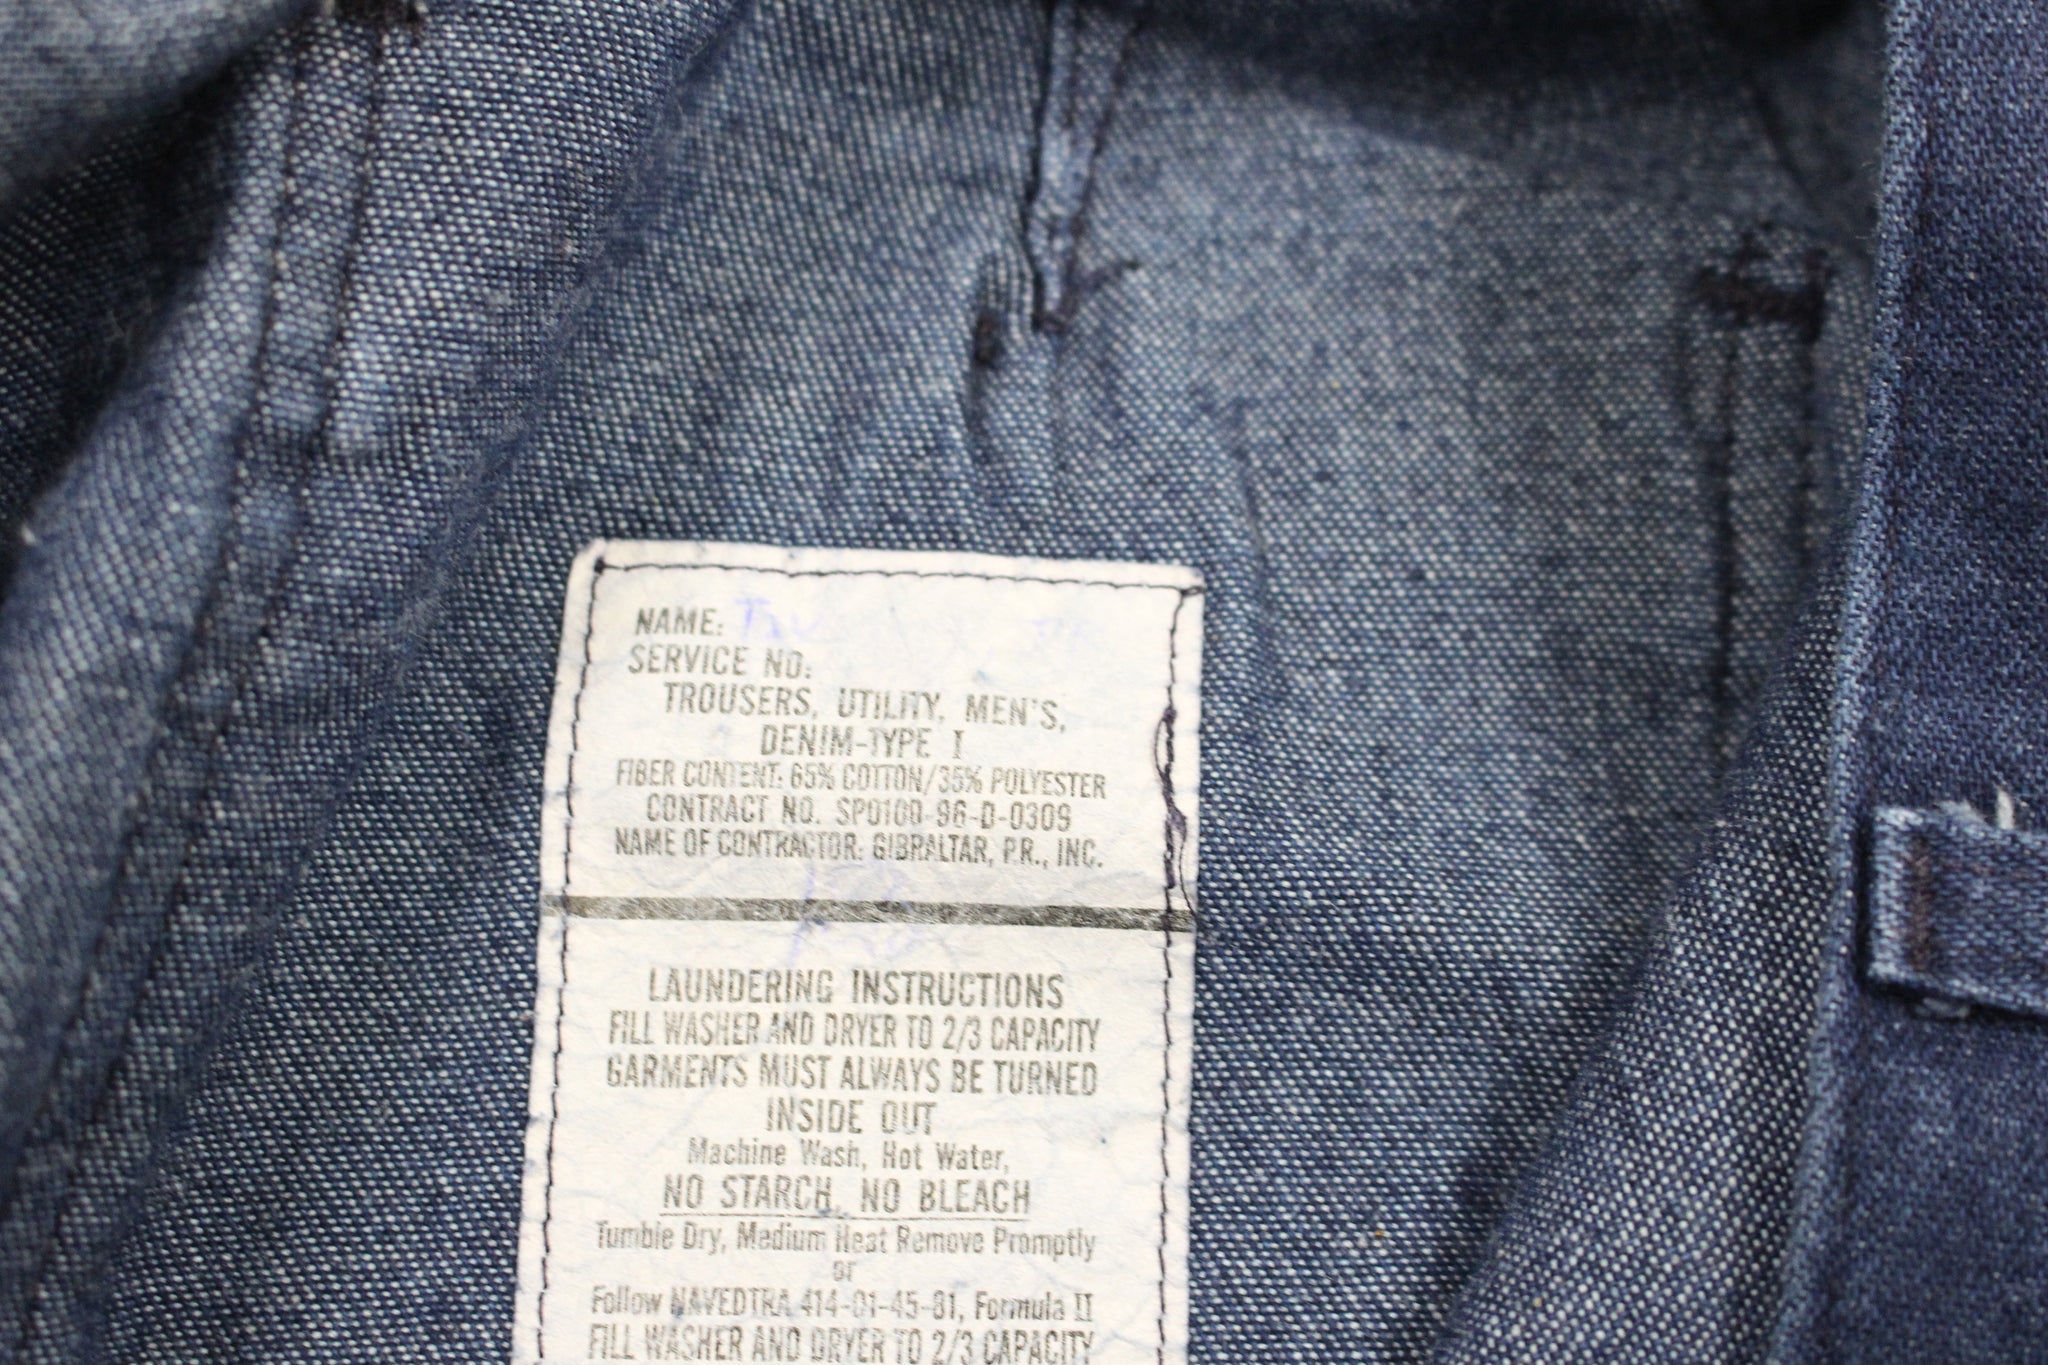 NAME:
SERVICE NO:
TROUSERS, UTILITY, MEN'S,
DENIM-TYPE I
FIBER CONTENT: 65% COTTON/35% POLYESTER
CONTRACT NO. SP0100-96-D-0309
NAME OF CONTRACTOR: GIBRALTAR, P.R., INC.
LAUNDERING INSTRUCTIONS
FILL WASHER AND DRYER TO 2/3 CAPACITY
GARMENTS MUST ALWAYS BE TURNED
INSIDE OUT
Machine Wash, Hot Water,
NO STARCH, NO BLEACH
Tumble Dry, Medium Heat Remove Promptly
or
Follow NAVEDTRA 414-01-45-81, Formula II
FILL WASHER AND DRYER TO 2/3 CAPACITY